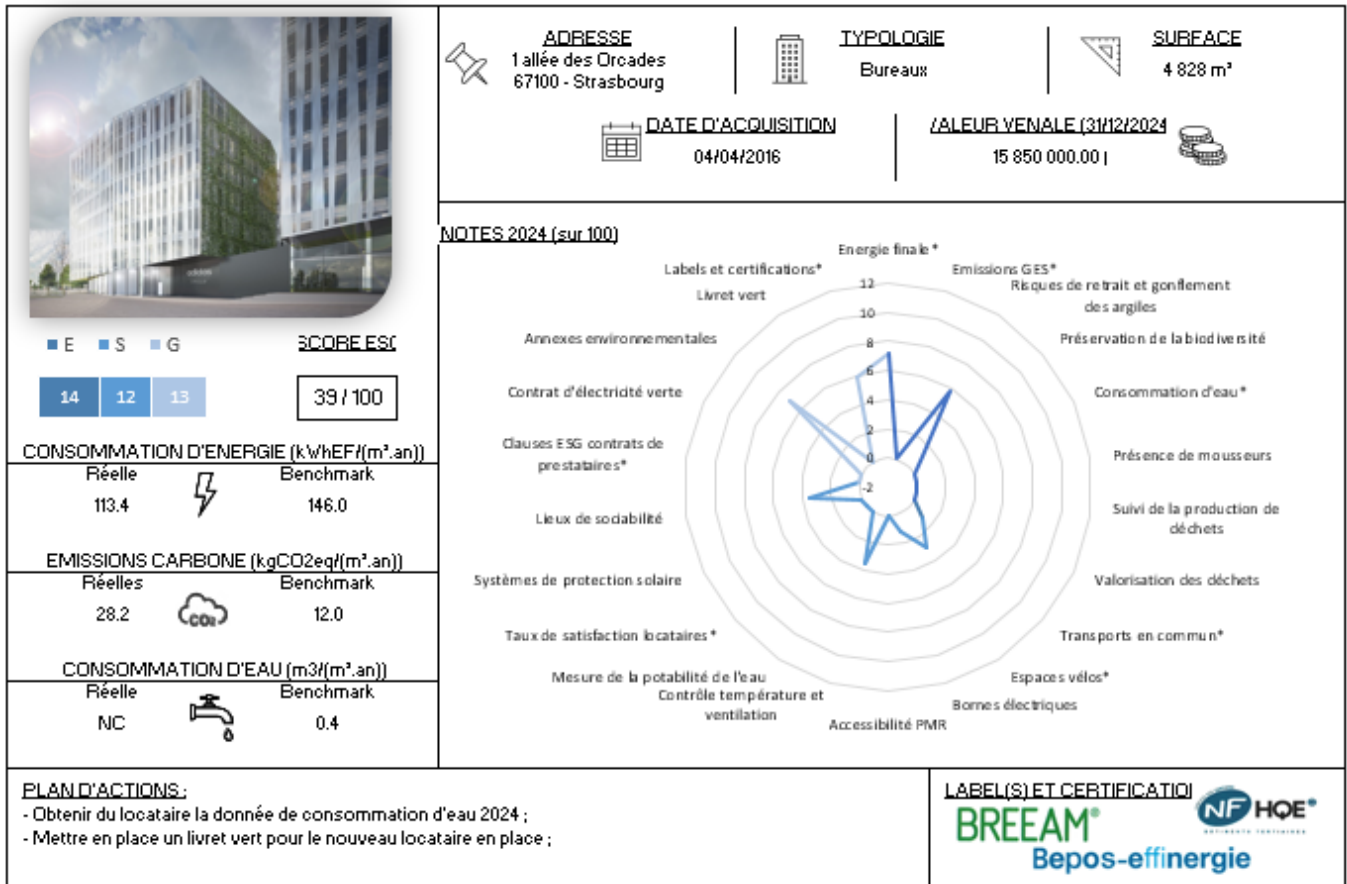 ADRESSE
1 allée des Orcades
67100 - Strasbourg
TYPOLOGIE
Bureaux
SURFACE
4 828 m²
DATE D'ACQUISITION
04/04/2016
/ALEUR VENALE (31/12/2024
15 850 000.00 |
adidas
E S G
SCORE ESG
14 12 13
39 / 100
CONSOMMATION D'ENERGIE (kWhEF/(m².an))
Réelle Benchmark
113.4 146.0
EMISSIONS CARBONE (kgCO2eq/(m².an))
Réelles Benchmark
28.2 CO₂ 12.0
CONSOMMATION D'EAU (m3/(m².an))
Réelle Benchmark
NC 0.4
NOTES 2024 (sur 100)
Energie finale*
Emissions GES*
Risques de retrait et gonflement
des argiles
Préservation de la biodiversité
Consommation d'eau*
Présence de mousseurs
Suivi de la production de
déchets
Valorisation des déchets
Transports en commun*
Espaces vélos*
Bornes électriques
Accessibilité PMR
Contrôle température et
ventilation
Mesure de la potabilité de l'eau
Taux de satisfaction locataires*
Systèmes de protection solaire
Lieux de sociabilité
Clauses ESG contrats de
prestataires*
Contrat d'électricité verte
Annexes environnementales
Livret vert
Labels et certifications*
12
10
8
6
4
2
0
-2
PLAN D'ACTIONS :
- Obtenir du locataire la donnée de consommation d'eau 2024 ;
- Mettre en place un livret vert pour le nouveau locataire en place ;
LABEL(S) ET CERTIFICATIO
BREEAM®
NF HQE®
BÂTIMENTS TERTIAIRES
Bepos-effinergie